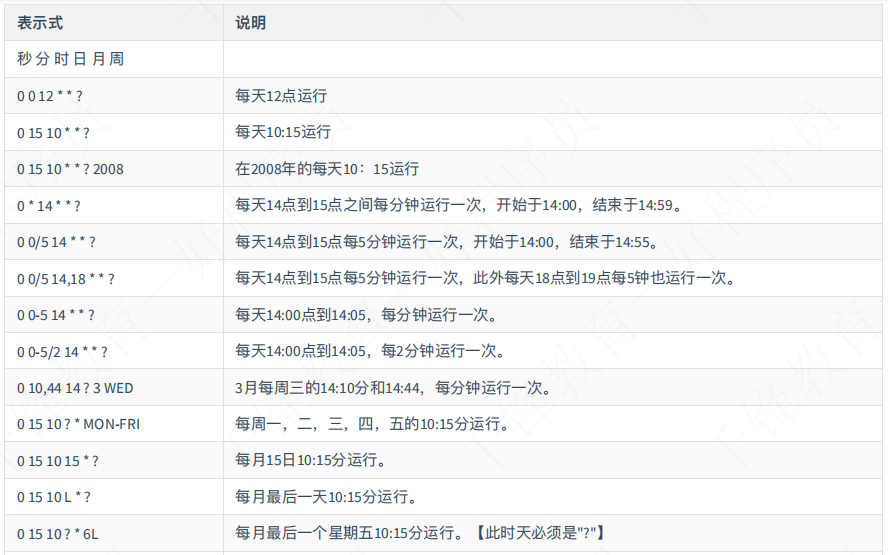 表示式 说明
秒 分 时 日 月 周
0 0 12 * * ? 每天12点运行
0 15 10 * * ? 每天10:15运行
0 15 10 * * ? 2008 在2008年的每天10：15运行
0 * 14 * * ? 每天14点到15点之间每分钟运行一次，开始于14:00，结束于14:59。
0 0/5 14 * * ? 每天14点到15点每5分钟运行一次，开始于14:00，结束于14:55。
0 0/5 14,18 * * ? 每天14点到15点每5分钟运行一次，此外每天18点到19点每5钟也运行一次。
0 0-5 14 * * ? 每天14:00点到14:05，每分钟运行一次。
0 0-5/2 14 * * ? 每天14:00点到14:05，每2分钟运行一次。
0 10,44 14 ? 3 WED 3月每周三的14:10分和14:44，每分钟运行一次。
0 15 10 ? * MON-FRI 每周一，二，三，四，五的10:15分运行。
0 15 10 15 * ? 每月15日10:15分运行。
0 15 10 L * ? 每月最后一天10:15分运行。
0 15 10 ? * 6L 每月最后一个星期五10:15分运行。【此时天必须是"?"】
千锋教育—好程序员